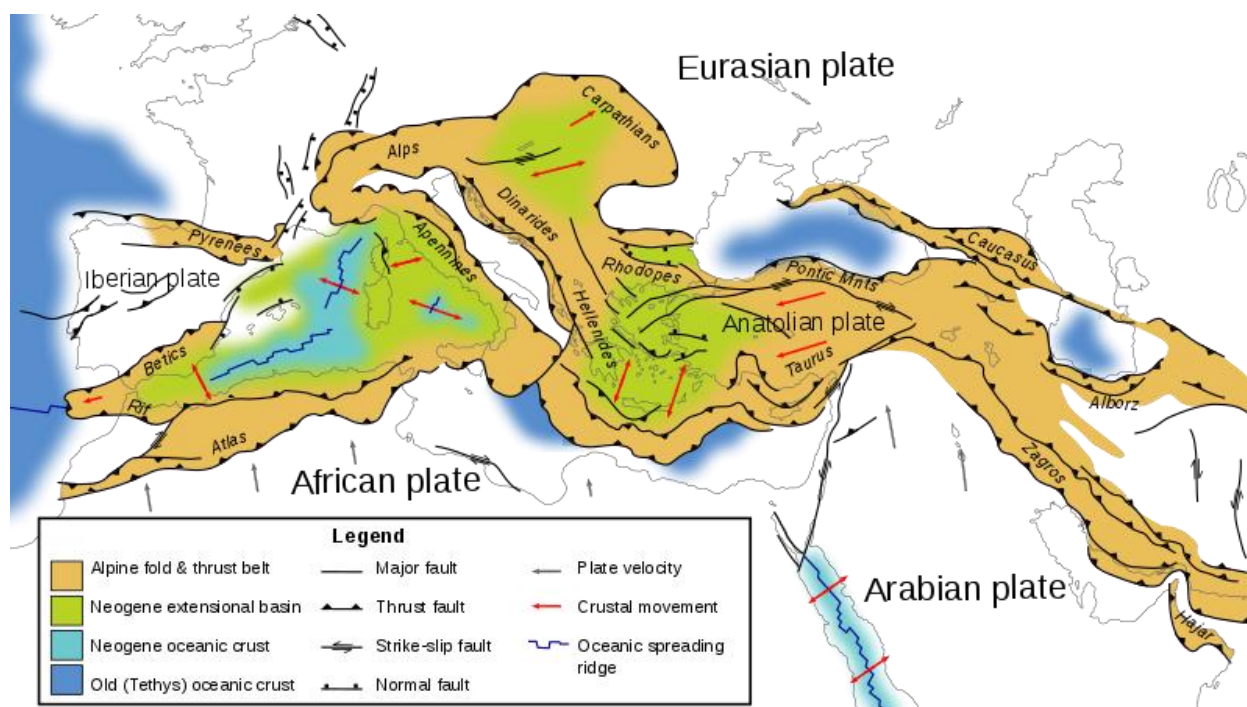 Eurasian plate
Carpathians
Alps
Dinarides
Pyrenees
Apennines
Caucasus
Iberian plate
Rhodopes
Pontic Mnts
Hellenides
Anatolian plate
Betics
Taurus
Rif
Alborz
Atlas
Zagros
African plate
Arabian plate
Hajar
Legend
Alpine fold & thrust belt
Major fault
Plate velocity
Neogene extensional basin
Thrust fault
Crustal movement
Neogene oceanic crust
Strike-slip fault
Oceanic spreading
ridge
Old (Tethys) oceanic crust
Normal fault